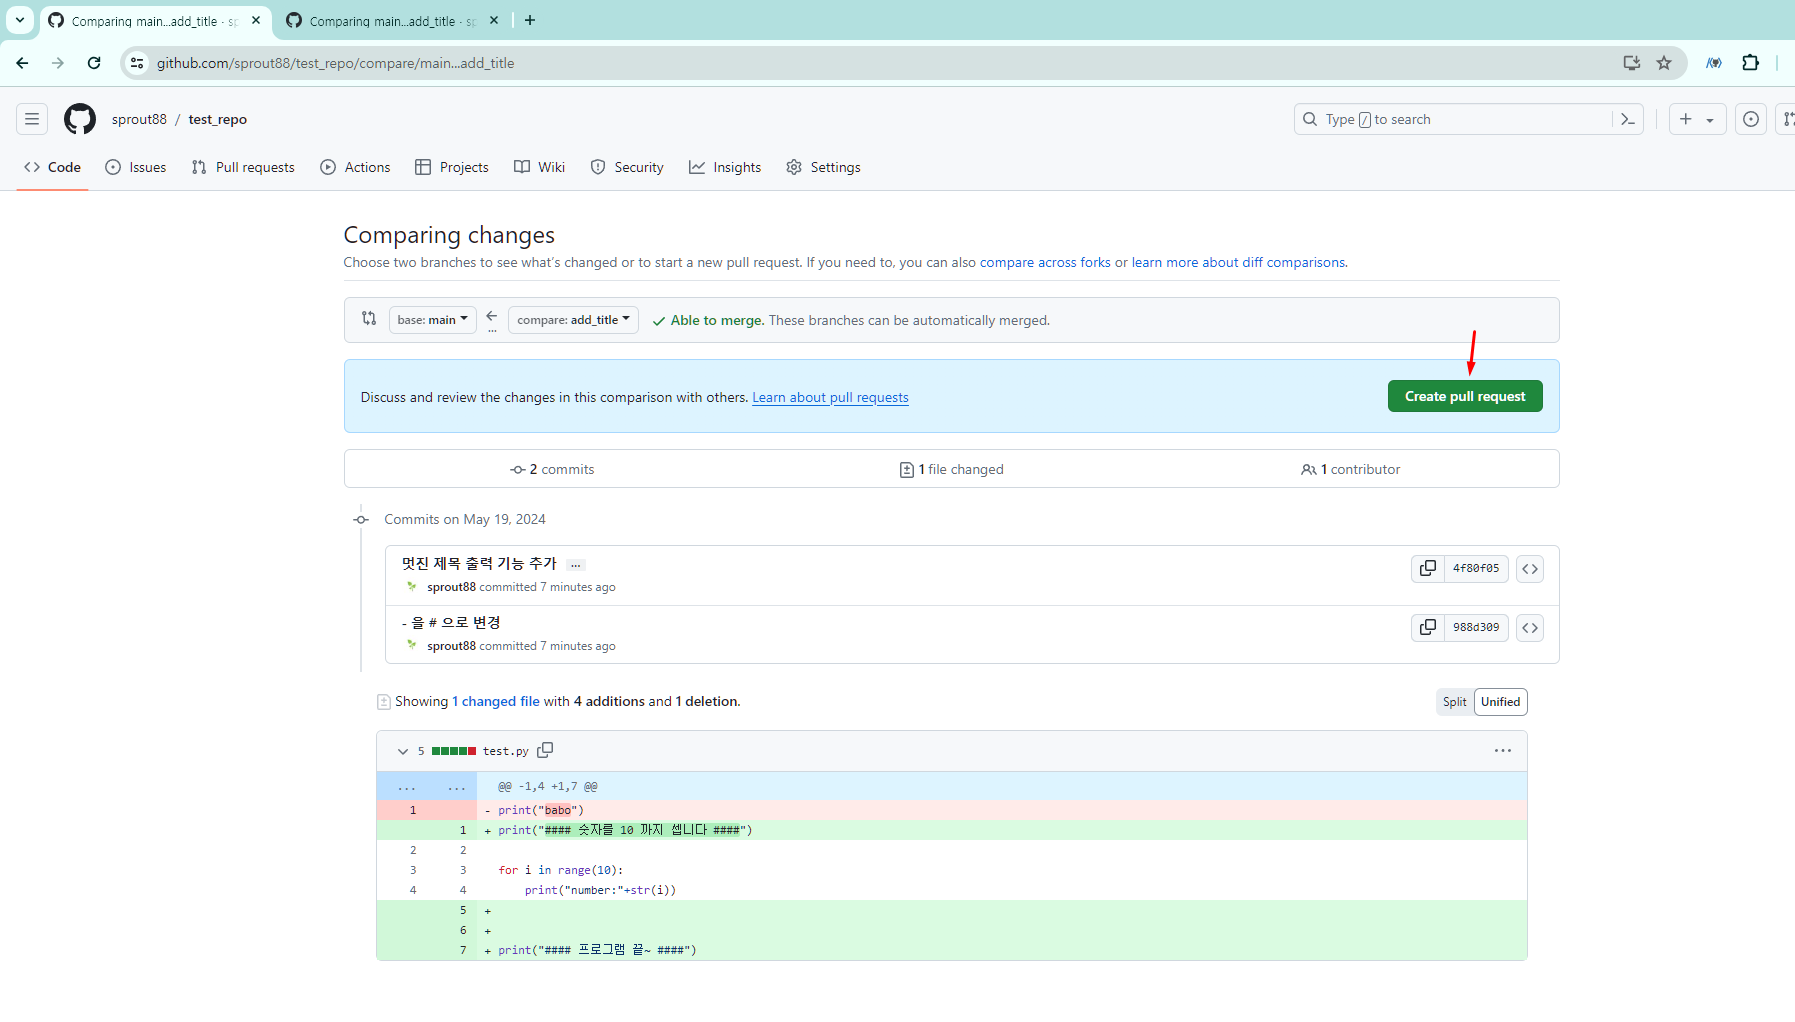 Comparing main...add_title · sp
Comparing main...add_title · sp
github.com/sprout88/test_repo/compare/main...add_title
sprout88 / test_repo
Type / to search
Code Issues Pull requests Actions Projects Wiki Security Insights Settings
Comparing changes
Choose two branches to see what's changed or to start a new pull request. If you need to, you can also compare across forks or learn more about diff comparisons.
base: main ... compare: add_title Able to merge. These branches can be automatically merged.
Discuss and review the changes in this comparison with others. Learn about pull requests Create pull request
2 commits 1 file changed 1 contributor
Commits on May 19, 2024
멋진 제목 출력 기능 추가 ... 4f80f05
sprout88 committed 7 minutes ago
- 을 # 으로 변경 988d309
sprout88 committed 7 minutes ago
Showing 1 changed file with 4 additions and 1 deletion. Split Unified
5 test.py ...
... ... @@ -1,4 +1,7 @@
1 - print("babo")
1 + print("#### 숫자를 10 까지 셉니다 ####")
2 2
3 3 for i in range(10):
4 4 print("number:"+str(i))
5 +
6 +
7 + print("#### 프로그램 끝~ ####")